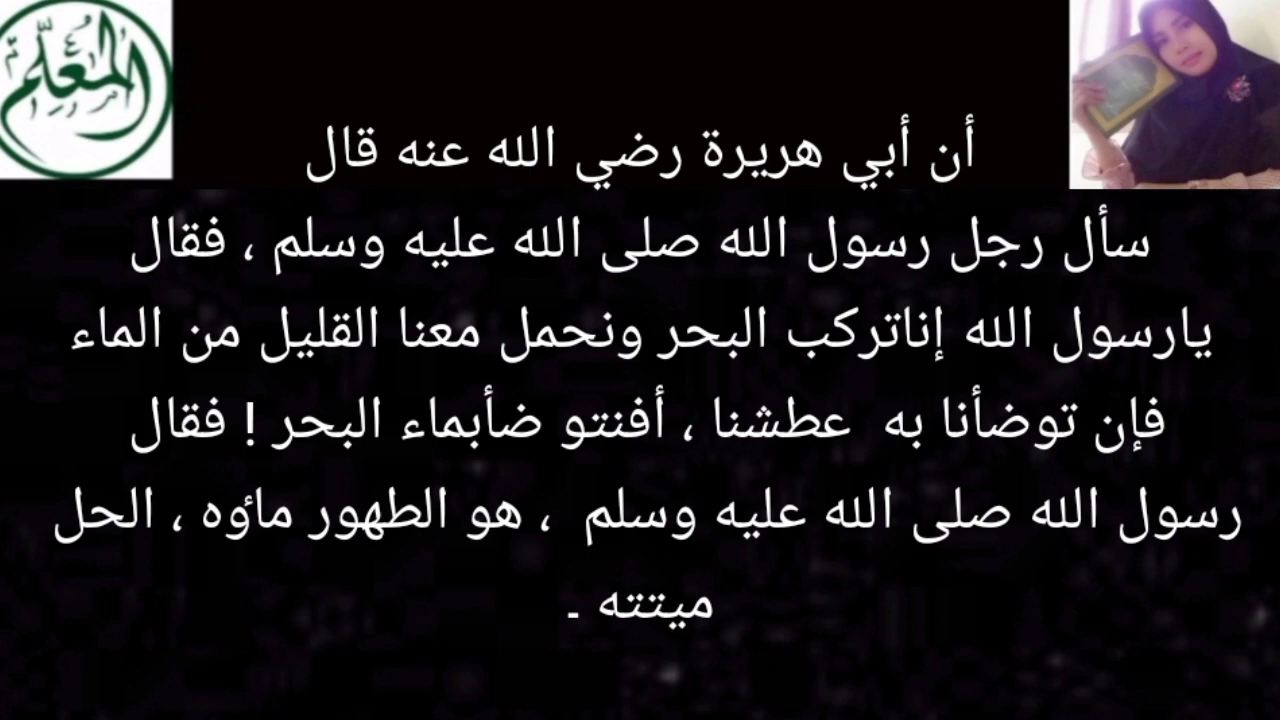 المعلم
أن أبي هريرة رضي الله عنه قال
سأل رجل رسول الله صلى الله عليه وسلم ، فقال
يارسول الله إناتركب البحر ونحمل معنا القليل من الماء
فإن توضأنا به عطشنا ، أفنتو ضأبماء البحر ! فقال
رسول الله صلى الله عليه وسلم ، هو الطهور مائوه ، الحل
ميتته ـ